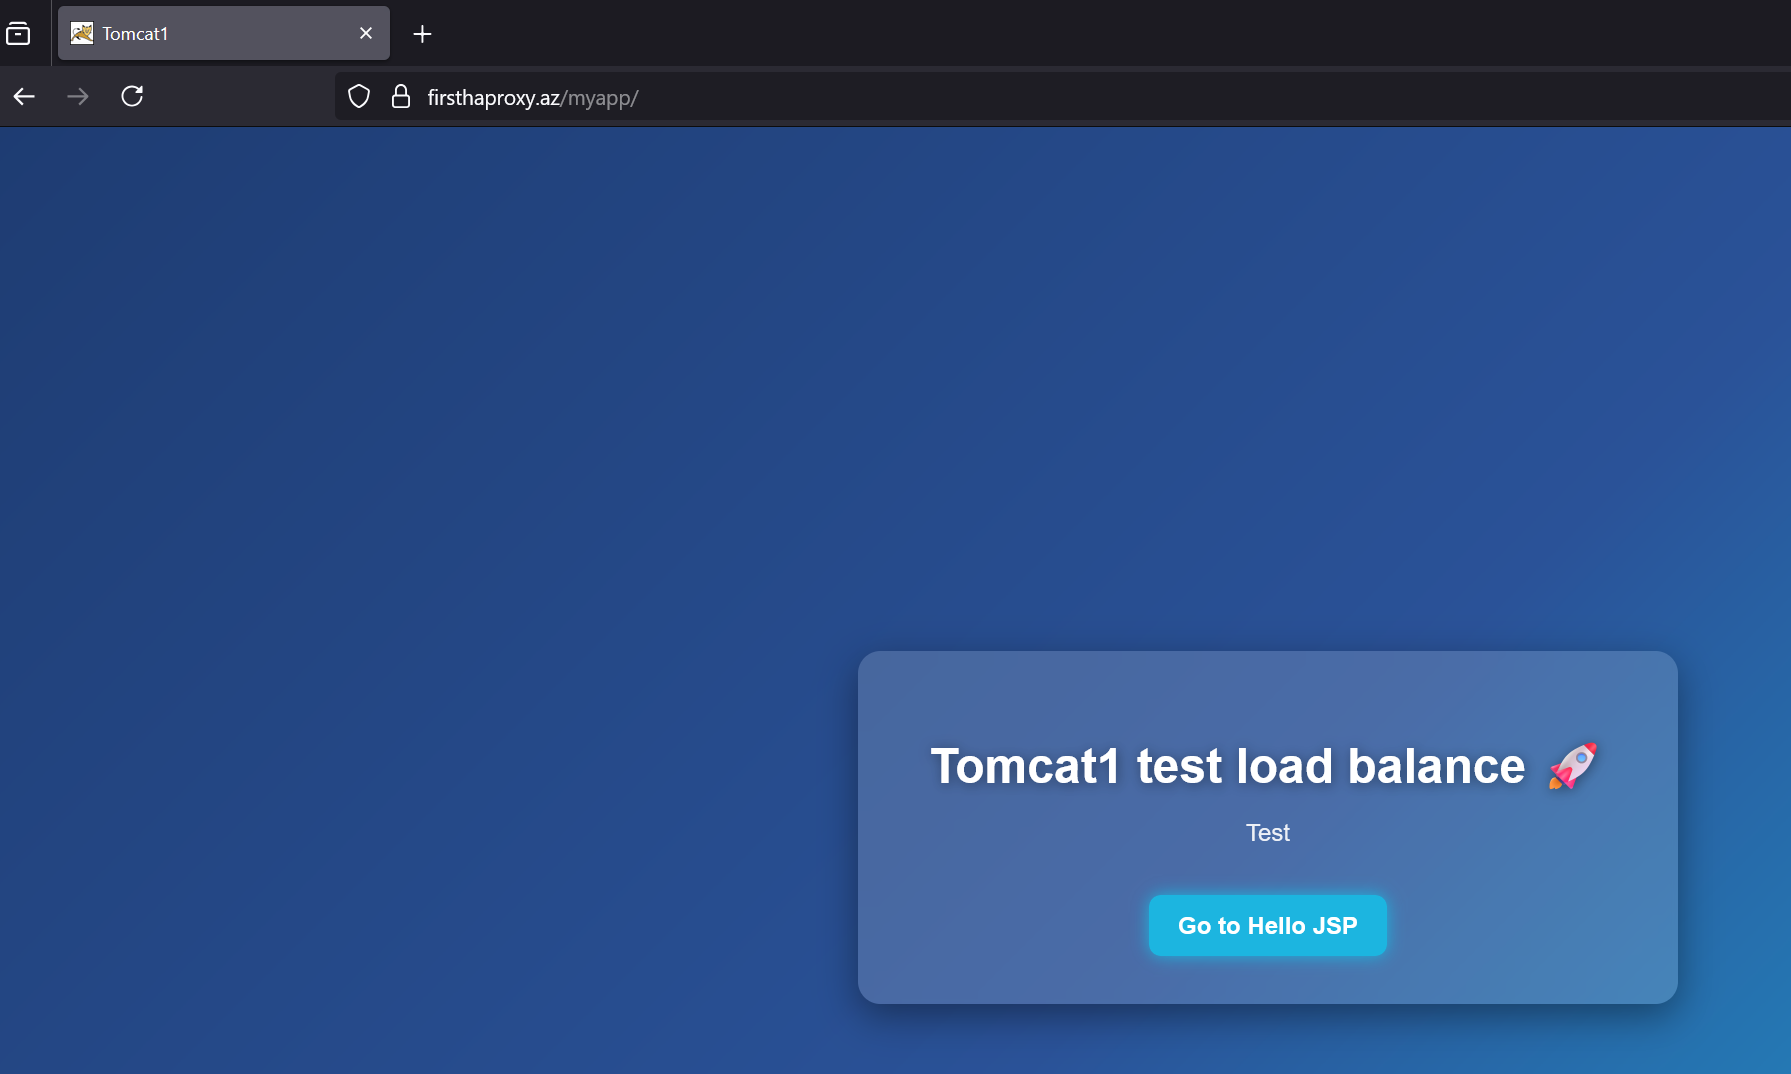 Tomcat1
firsthaproxy.az/myapp/
Tomcat1 test load balance 🚀
Test
Go to Hello JSP